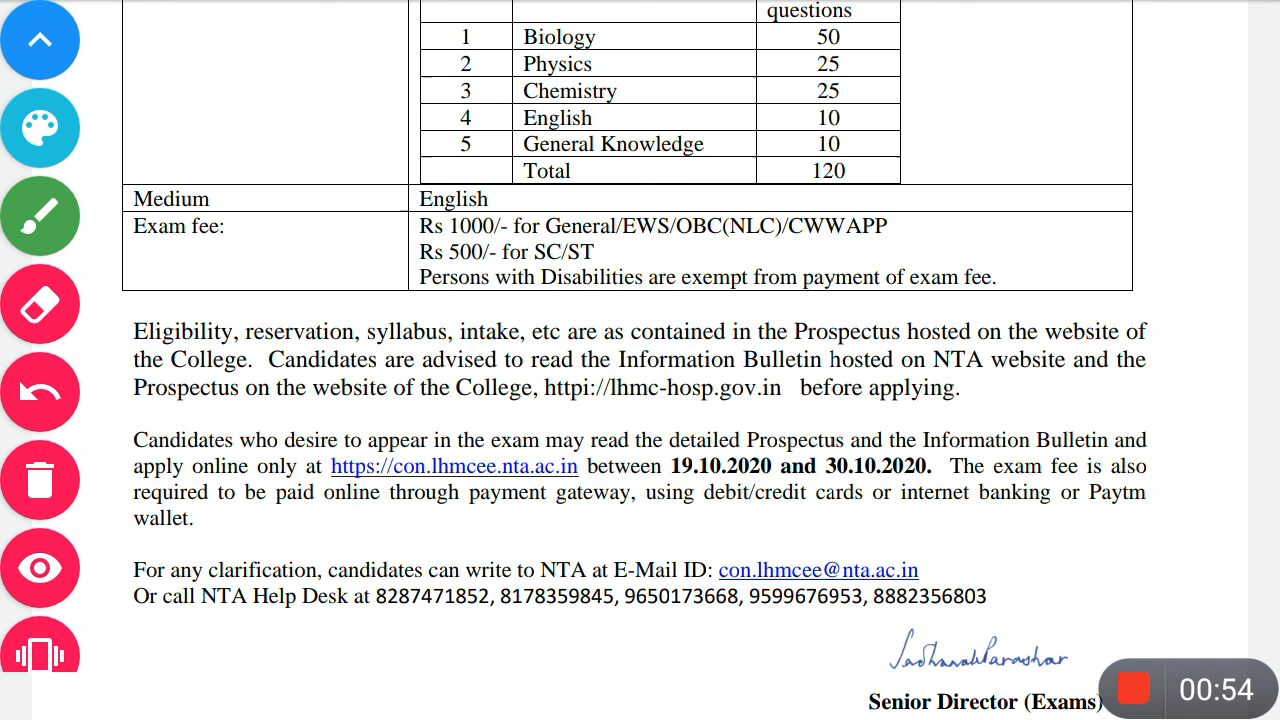 questions
1 Biology 50
2 Physics 25
3 Chemistry 25
4 English 10
5 General Knowledge 10
Total 120
Medium English
Exam fee: Rs 1000/- for General/EWS/OBC(NLC)/CWWAPP
Rs 500/- for SC/ST
Persons with Disabilities are exempt from payment of exam fee.
Eligibility, reservation, syllabus, intake, etc are as contained in the Prospectus hosted on the website of
the College. Candidates are advised to read the Information Bulletin hosted on NTA website and the
Prospectus on the website of the College, httpi://lhmc-hosp.gov.in before applying.
Candidates who desire to appear in the exam may read the detailed Prospectus and the Information Bulletin and
apply online only at https://con.lhmcee.nta.ac.in between 19.10.2020 and 30.10.2020. The exam fee is also
required to be paid online through payment gateway, using debit/credit cards or internet banking or Paytm
wallet.
For any clarification, candidates can write to NTA at E-Mail ID: con.lhmcee@nta.ac.in
Or call NTA Help Desk at 8287471852, 8178359845, 9650173668, 9599676953, 8882356803
Sadhana Parashar
Senior Director (Exams)
00:54